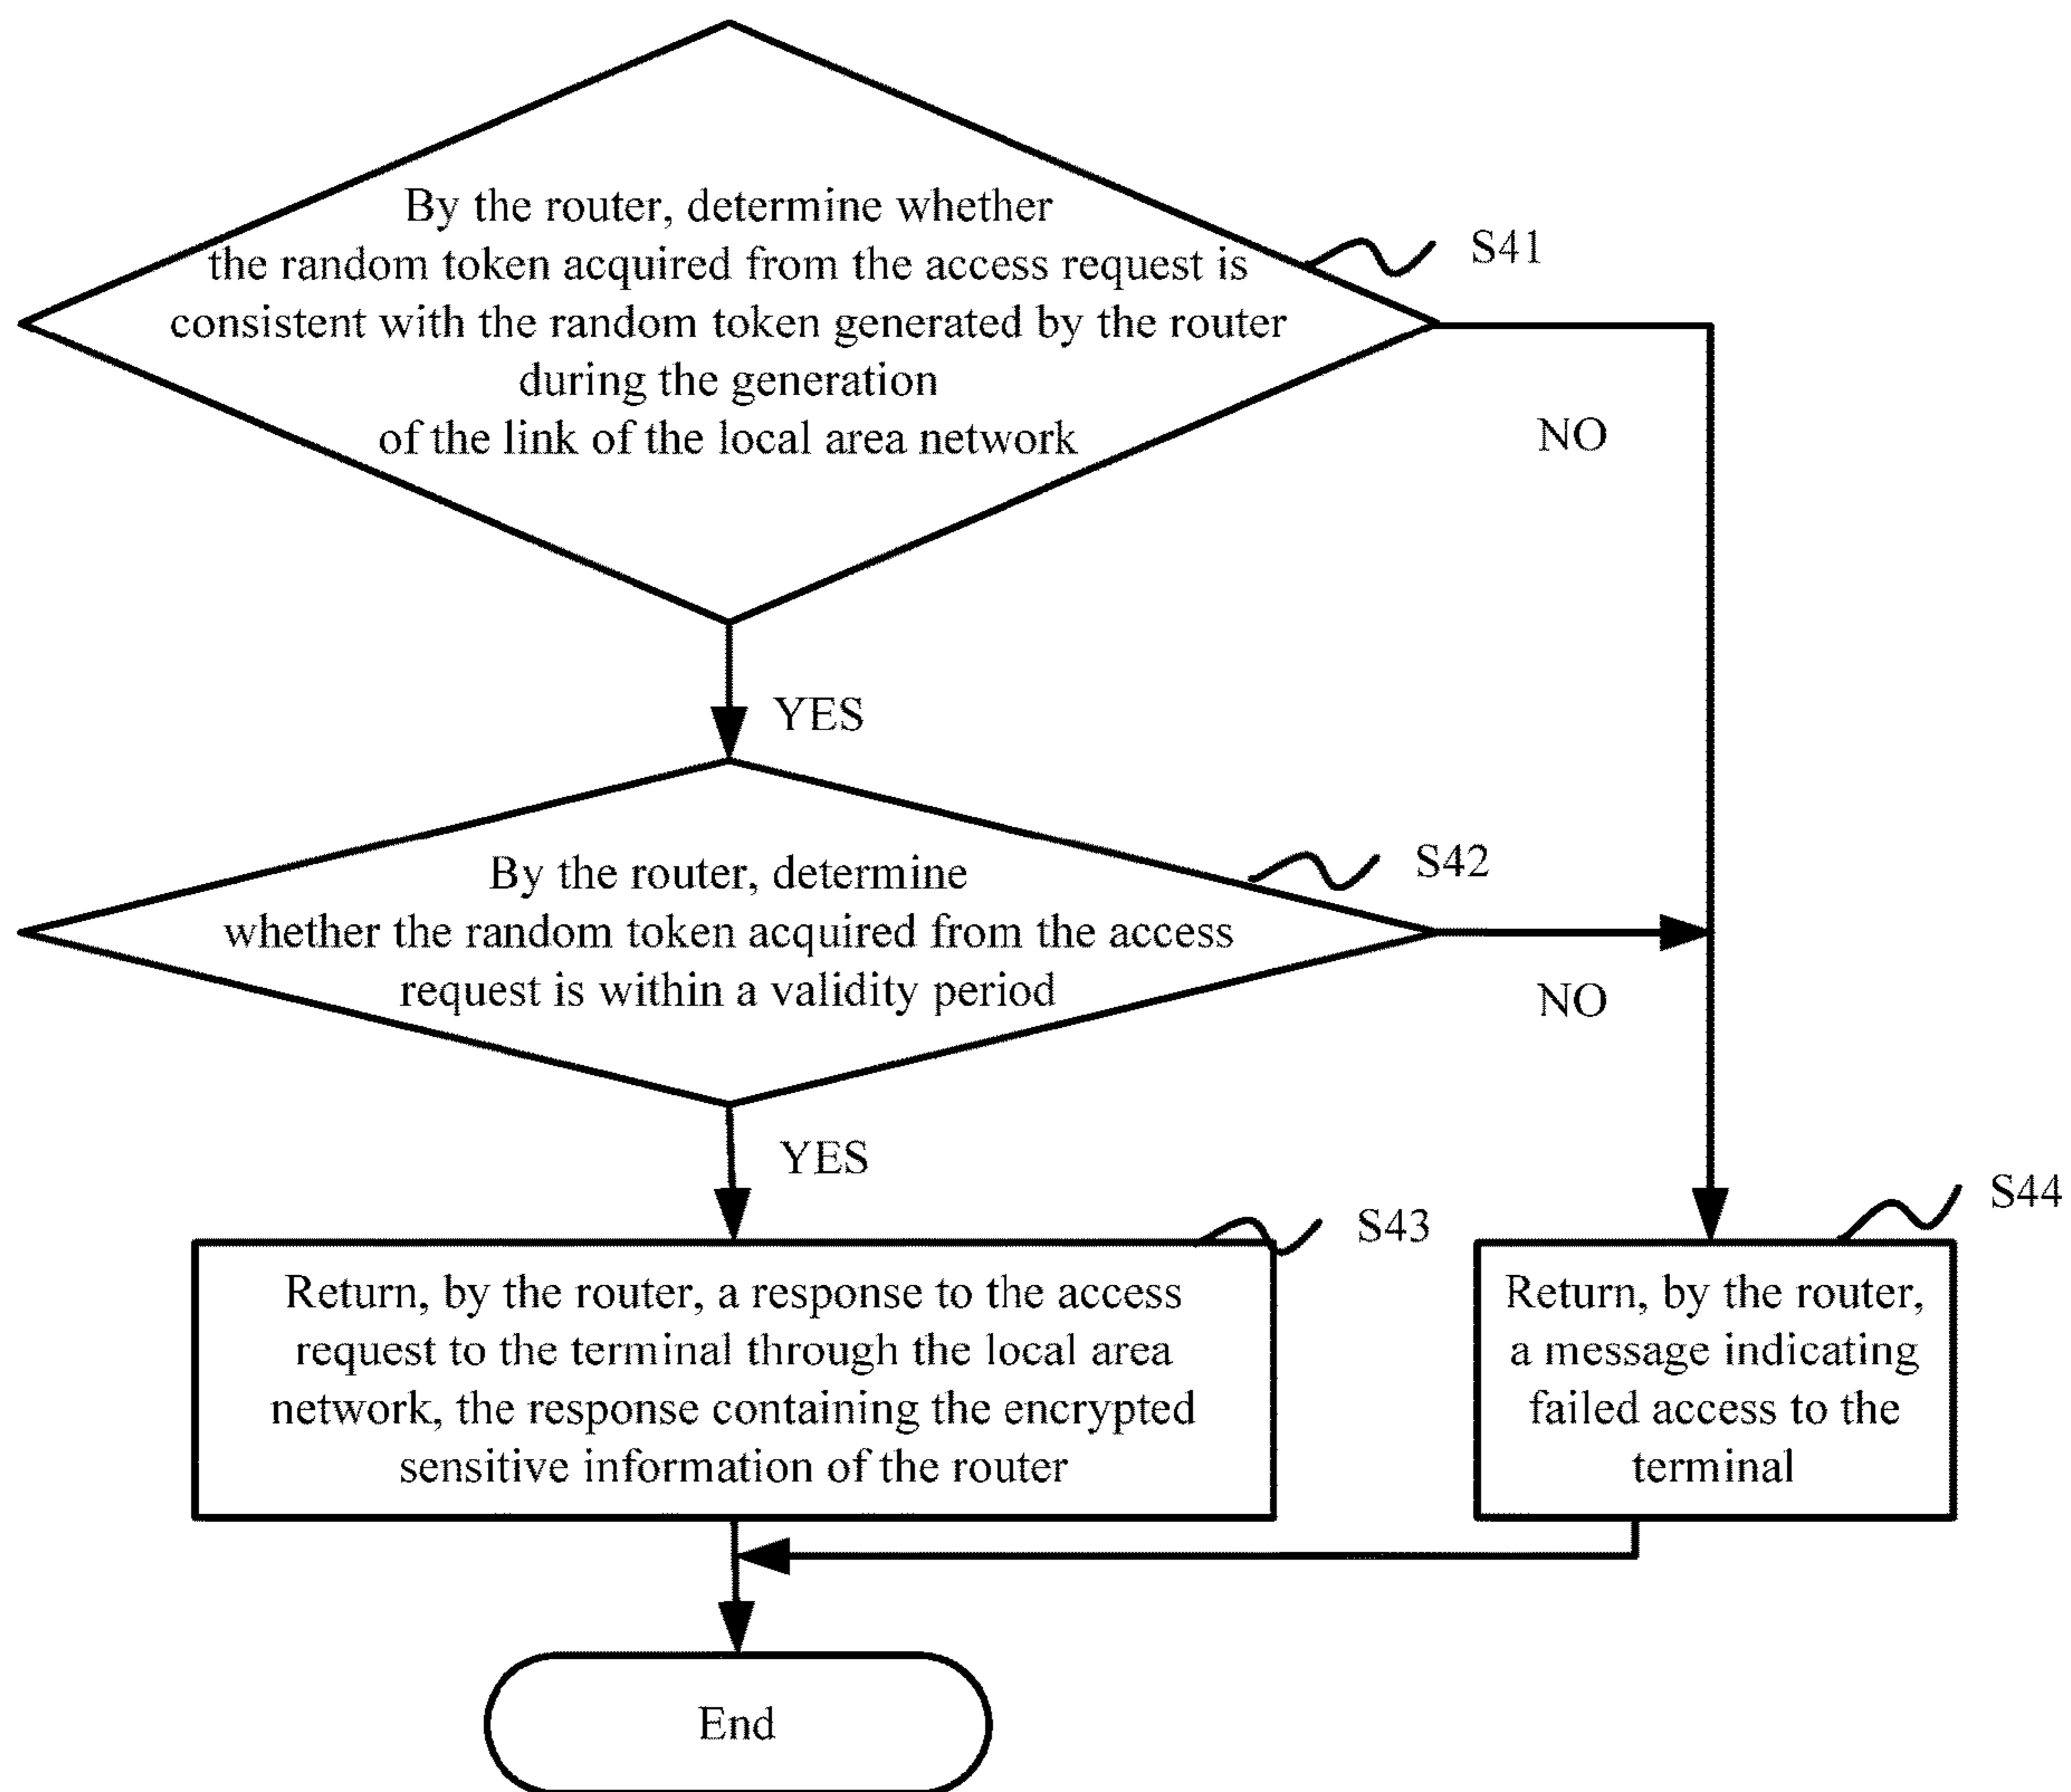 By the router, determine whether
the random token acquired from the access request is
consistent with the random token generated by the router
during the generation
of the link of the local area network
S41
NO
YES
By the router, determine
whether the random token acquired from the access
request is within a validity period
S42
NO
YES
S43
Return, by the router, a response to the access
request to the terminal through the local area
network, the response containing the encrypted
sensitive information of the router
S44
Return, by the router,
a message indicating
failed access to the
terminal
End